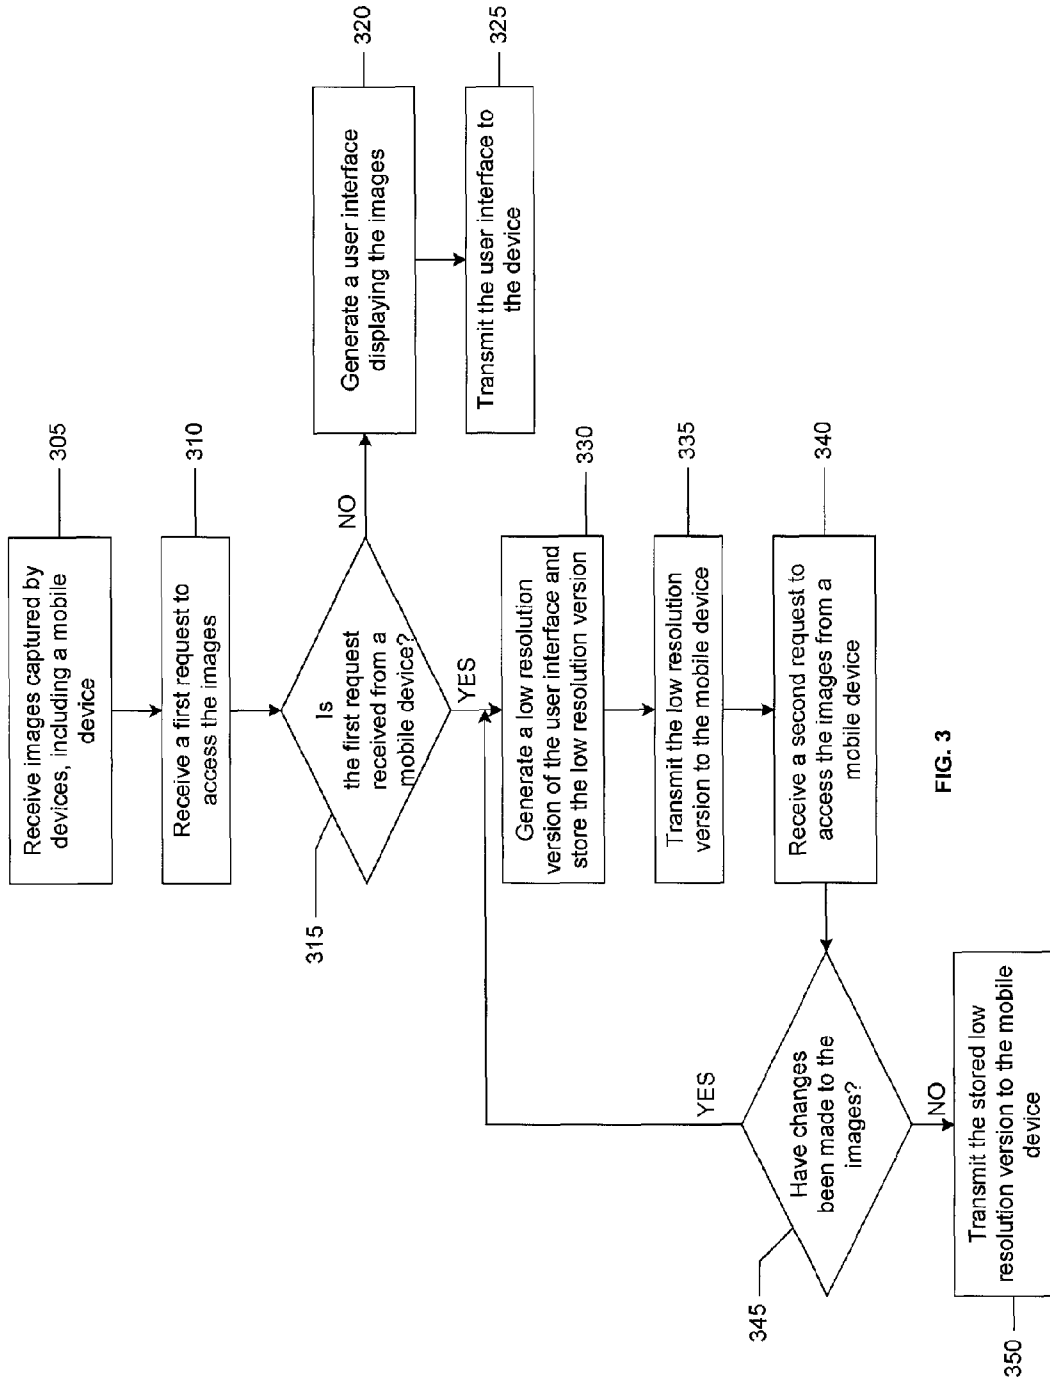 Receive images captured by
devices, including a mobile
device
305
Receive a first request to
access the images
310
Is
the first request
received from a
mobile device?
315
NO
YES
Generate a user interface
displaying the images
320
Transmit the user interface to
the device
325
Generate a low resolution
version of the user interface and
store the low resolution version
330
Transmit the low resolution
version to the mobile device
335
Receive a second request to
access the images from a
mobile device
340
Have changes
been made to the
images?
345
YES
NO
Transmit the stored low
resolution version to the mobile
device
350
FIG. 3